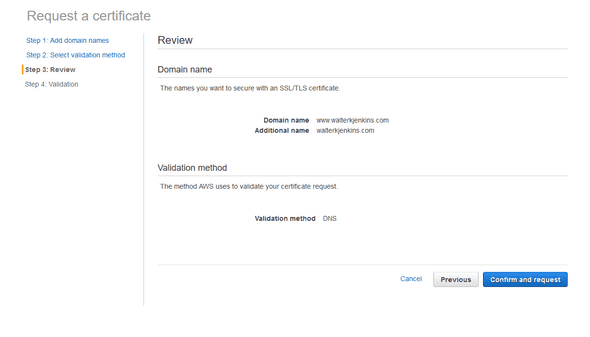 Request a certificate
Step 1: Add domain names
Step 2: Select validation method
Step 3: Review
Step 4: Validation
Review
Domain name
The names you want to secure with an SSL/TLS certificate.
Domain name www.walterkjenkins.com
Additional name walterkjenkins.com
Validation method
The method AWS uses to validate your certificate request.
Validation method DNS
Cancel Previous Confirm and request